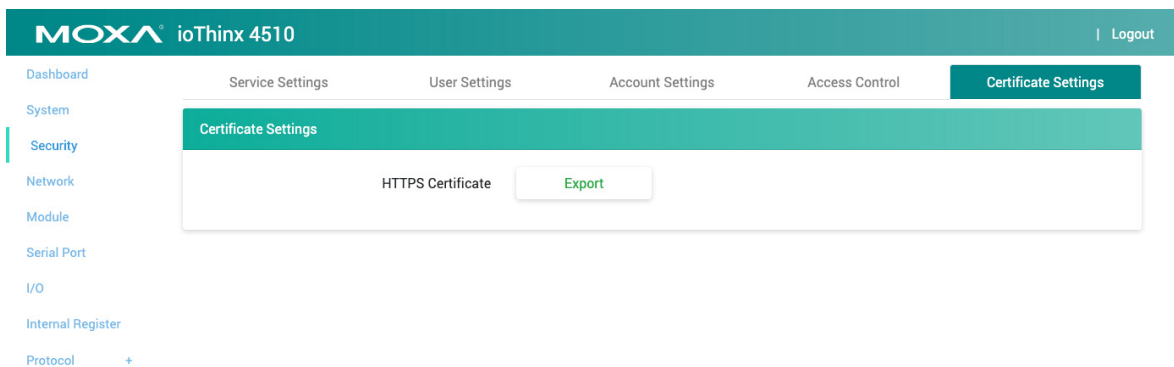 MOXA® ioThinx 4510
| Logout
Dashboard
System
Security
Network
Module
Serial Port
I/O
Internal Register
Protocol +
Service Settings User Settings Account Settings Access Control Certificate Settings
Certificate Settings
HTTPS Certificate Export